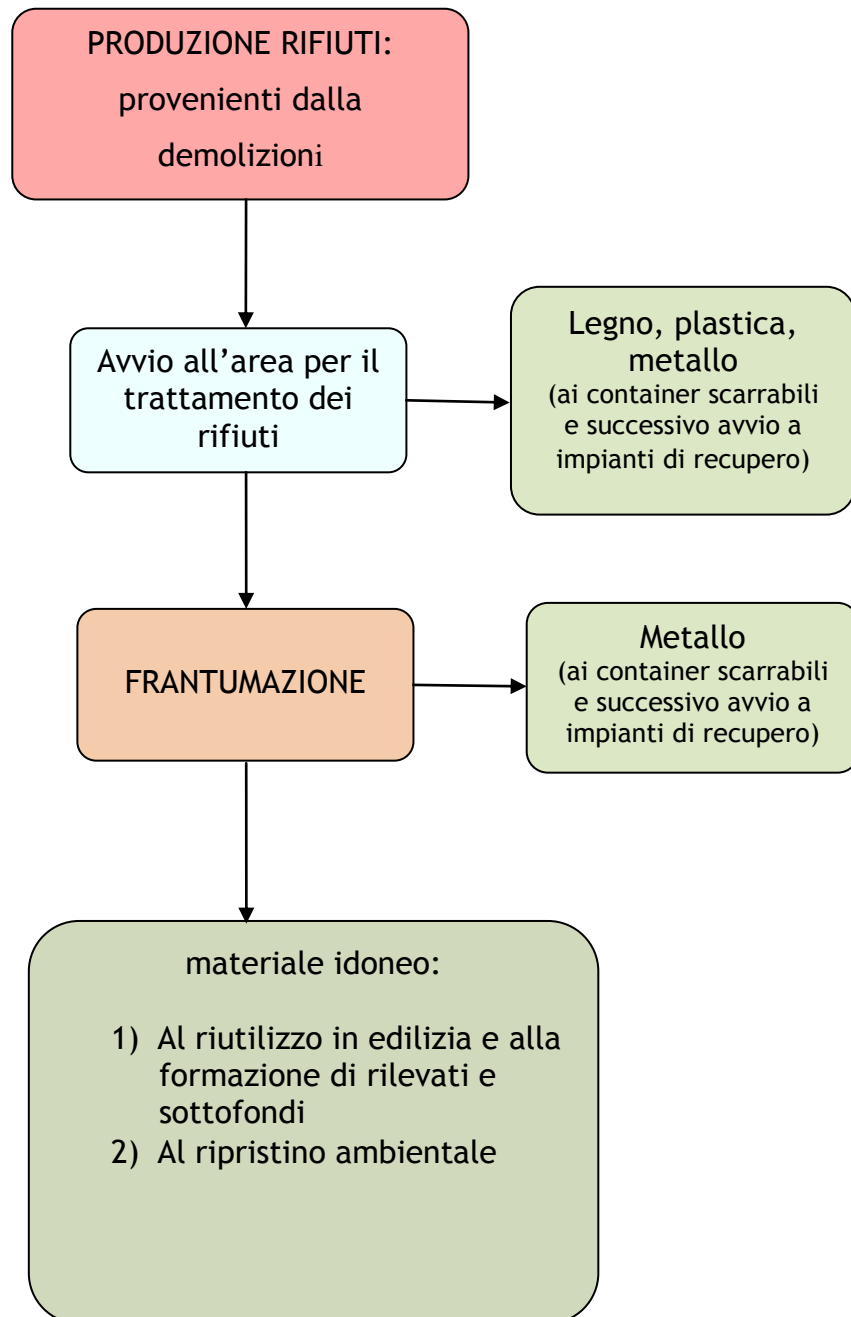 PRODUZIONE RIFIUTI:
provenienti dalla
demolizioni
Avvio all’area per il
trattamento dei
rifiuti
Legno, plastica,
metallo
(ai container scarrabili
e successivo avvio a
impianti di recupero)
FRANTUMAZIONE
Metallo
(ai container scarrabili
e successivo avvio a
impianti di recupero)
materiale idoneo:
1) Al riutilizzo in edilizia e alla
formazione di rilevati e
sottofondi
2) Al ripristino ambientale